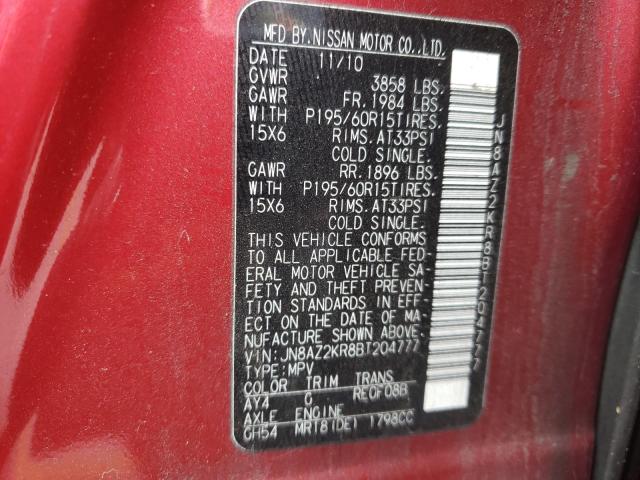 MFD BY.NISSAN MOTOR CO.,LTD.
DATE 11/10
GVWR 3858 LBS.
GAWR FR.1984 LBS.
WITH P195/60R15TIRES.
15X6 RIMS.AT33PSI
COLD SINGLE.
GAWR RR.1896 LBS.
WITH P195/60R15TIRES.
15X6 RIMS.AT33PSI
COLD SINGLE.
THIS VEHICLE CONFORMS
TO ALL APPLICABLE FED-
ERAL MOTOR VEHICLE SA-
FETY AND THEFT PREVEN-
TION STANDARDS IN EFF-
ECT ON THE DATE OF MA-
NUFACTURE SHOWN ABOVE.
VIN:JN8AZ2KR8BT204777
TYPE:MPV
COLOR TRIM TRANS
AY4 G RE0F08B
AXLE ENGINE
GH54 MR18(DE) 1798CC
JN8AZ2KR8BT204777